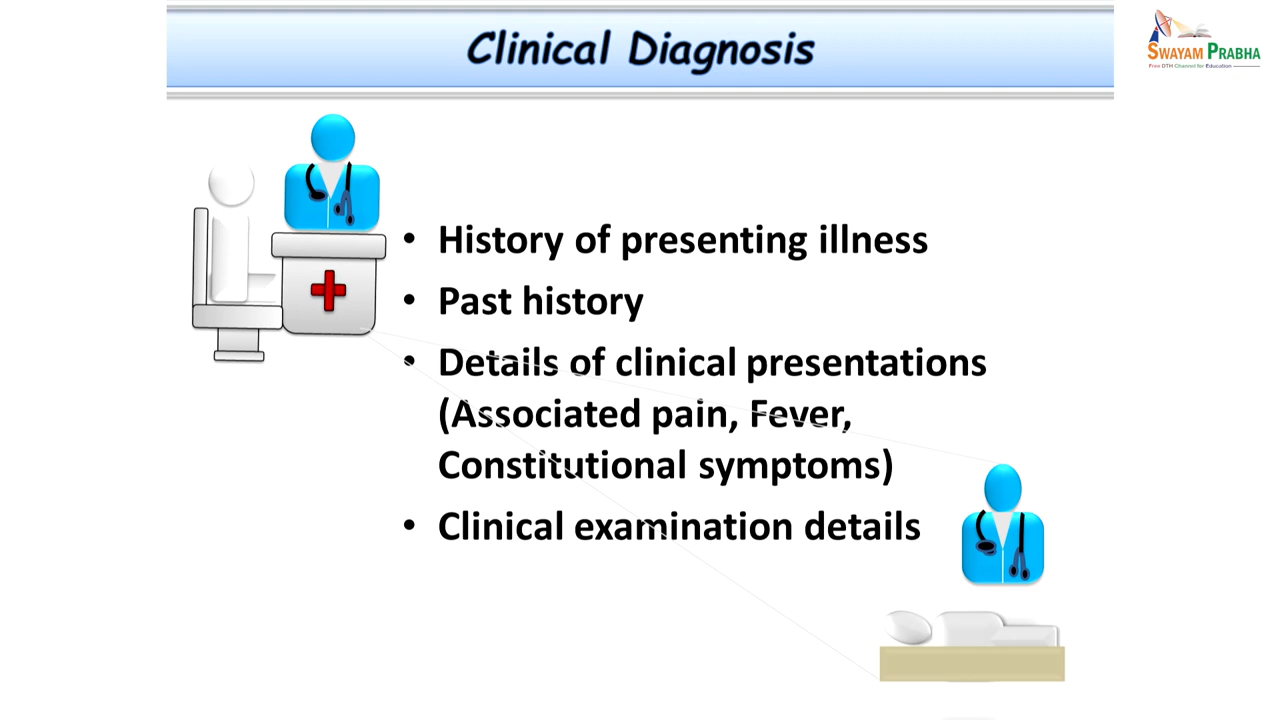 Clinical Diagnosis
SWAYAM PRABHA
Free DTH Channel for Education
• History of presenting illness
• Past history
• Details of clinical presentations
(Associated pain, Fever,
Constitutional symptoms)
• Clinical examination details